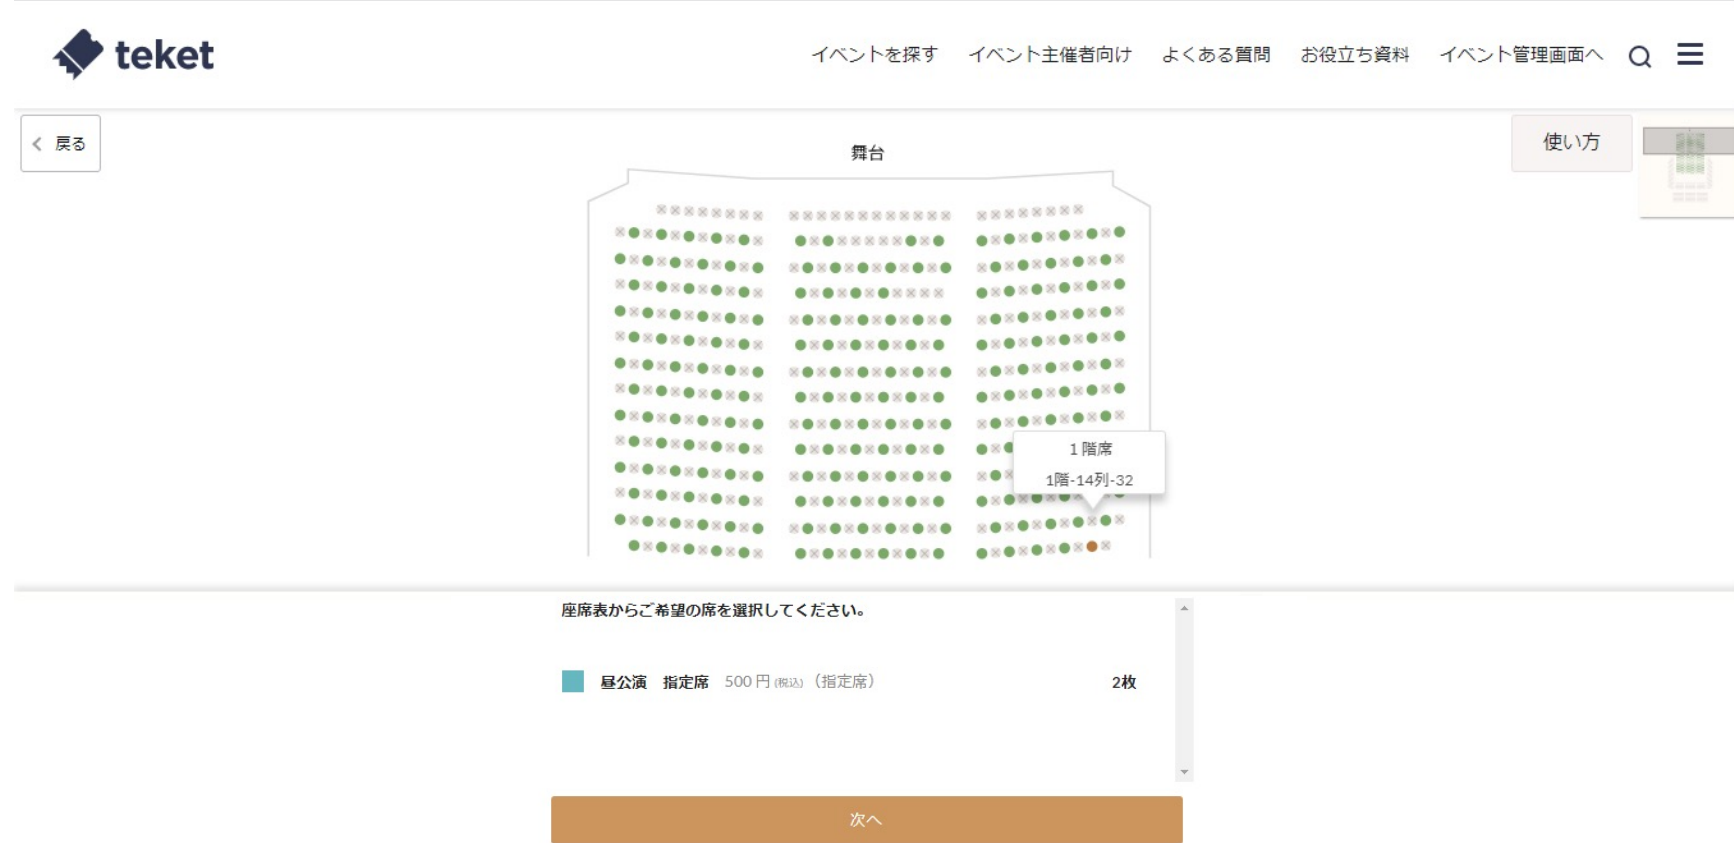 teket
イベントを探す イベント主催者向け よくある質問 お役立ち資料 イベント管理画面へ
戻る
使い方
舞台
1階席
1階-14列-32
座席表からご希望の席を選択してください。
昼公演 指定席 500円(税込) (指定席) 2枚
次へ